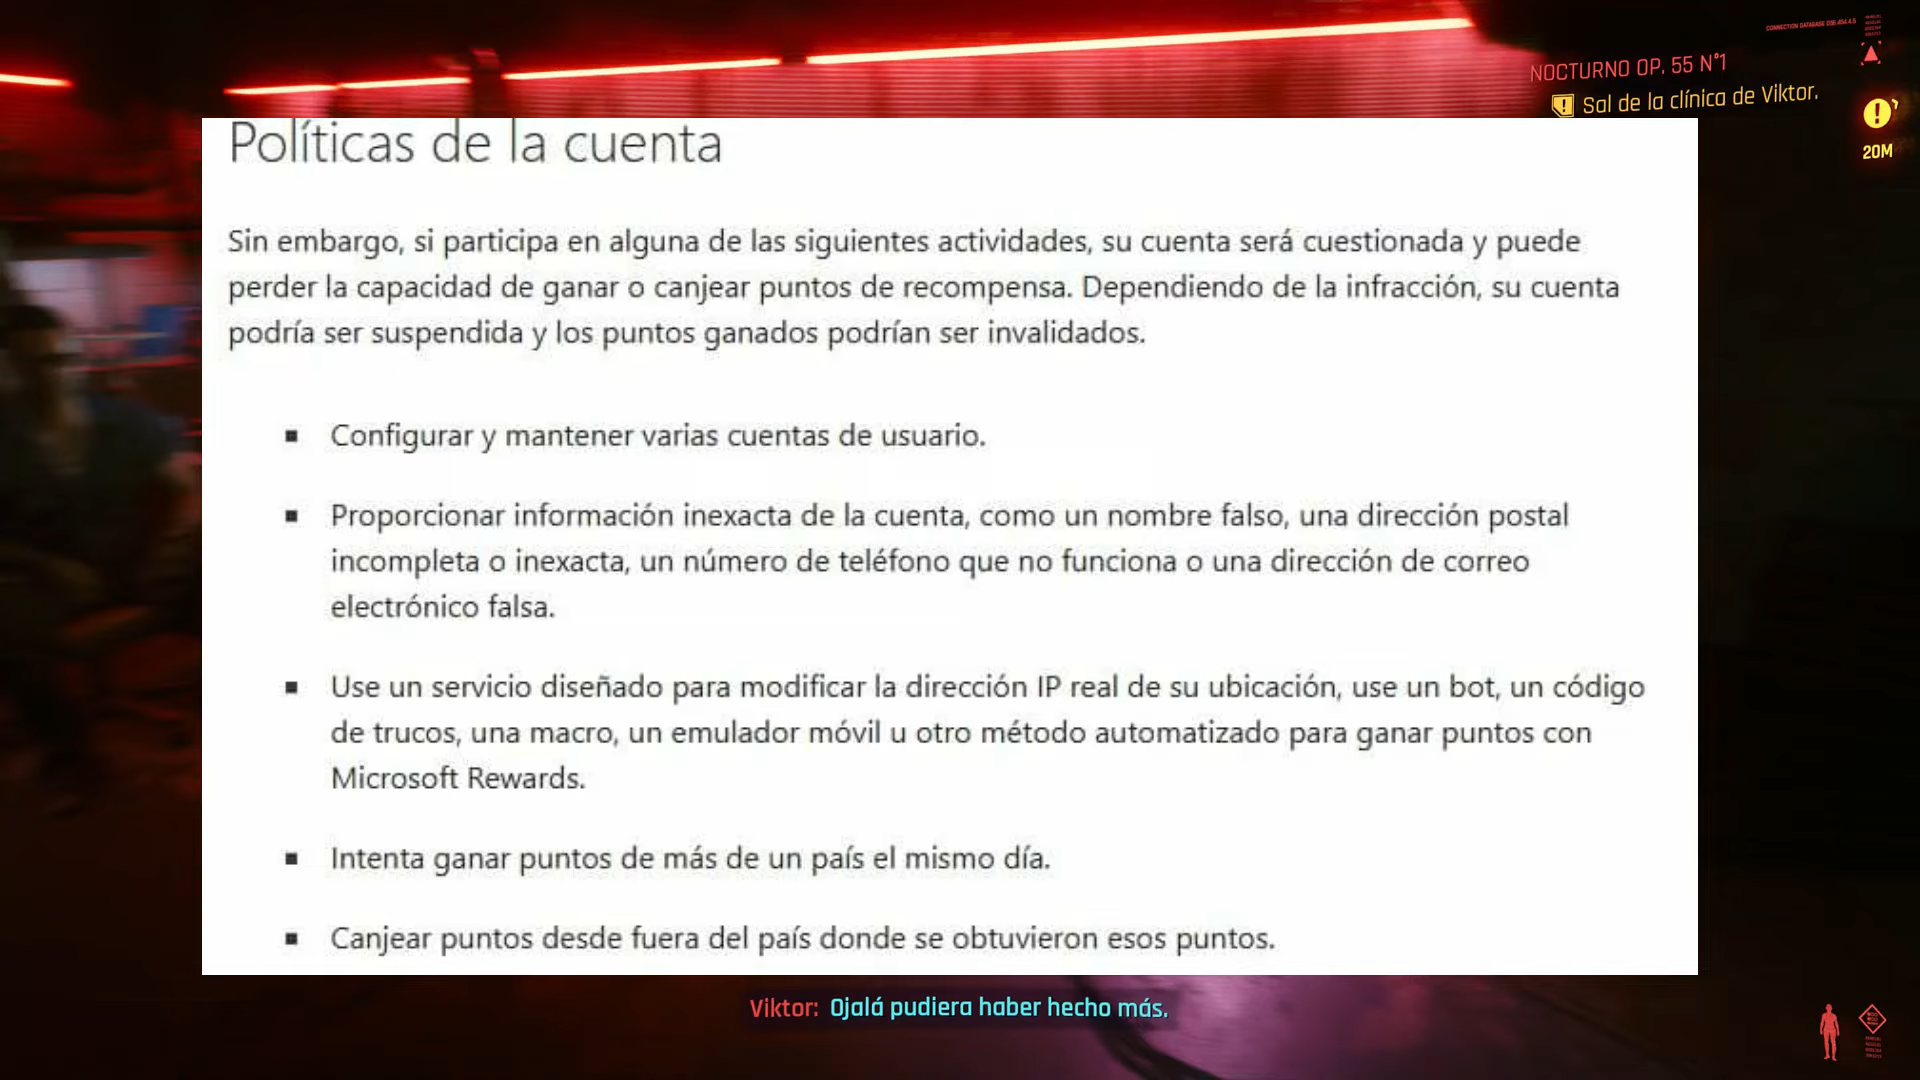 CONNECTION DATABASE
NOCTURNO OP. 55 N°1
Sal de la clínica de Viktor.
20M
Políticas de la cuenta
Sin embargo, si participa en alguna de las siguientes actividades, su cuenta será cuestionada y puede
perder la capacidad de ganar o canjear puntos de recompensa. Dependiendo de la infracción, su cuenta
podría ser suspendida y los puntos ganados podrían ser invalidados.
▪ Configurar y mantener varias cuentas de usuario.
▪ Proporcionar información inexacta de la cuenta, como un nombre falso, una dirección postal
incompleta o inexacta, un número de teléfono que no funciona o una dirección de correo
electrónico falsa.
▪ Use un servicio diseñado para modificar la dirección IP real de su ubicación, use un bot, un código
de trucos, una macro, un emulador móvil u otro método automatizado para ganar puntos con
Microsoft Rewards.
▪ Intenta ganar puntos de más de un país el mismo día.
▪ Canjear puntos desde fuera del país donde se obtuvieron esos puntos.
Viktor: Ojalá pudiera haber hecho más.